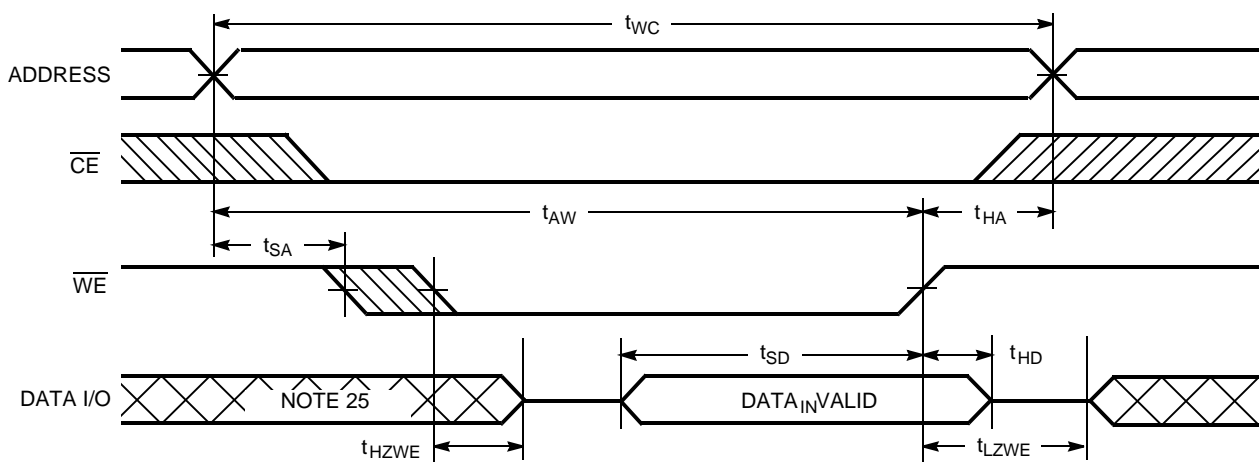 tWC
ADDRESS
CE
tAW
tHA
tSA
WE
tSD
tHD
DATA I/O
NOTE 25
DATAINVALID
tHZWE
tLZWE